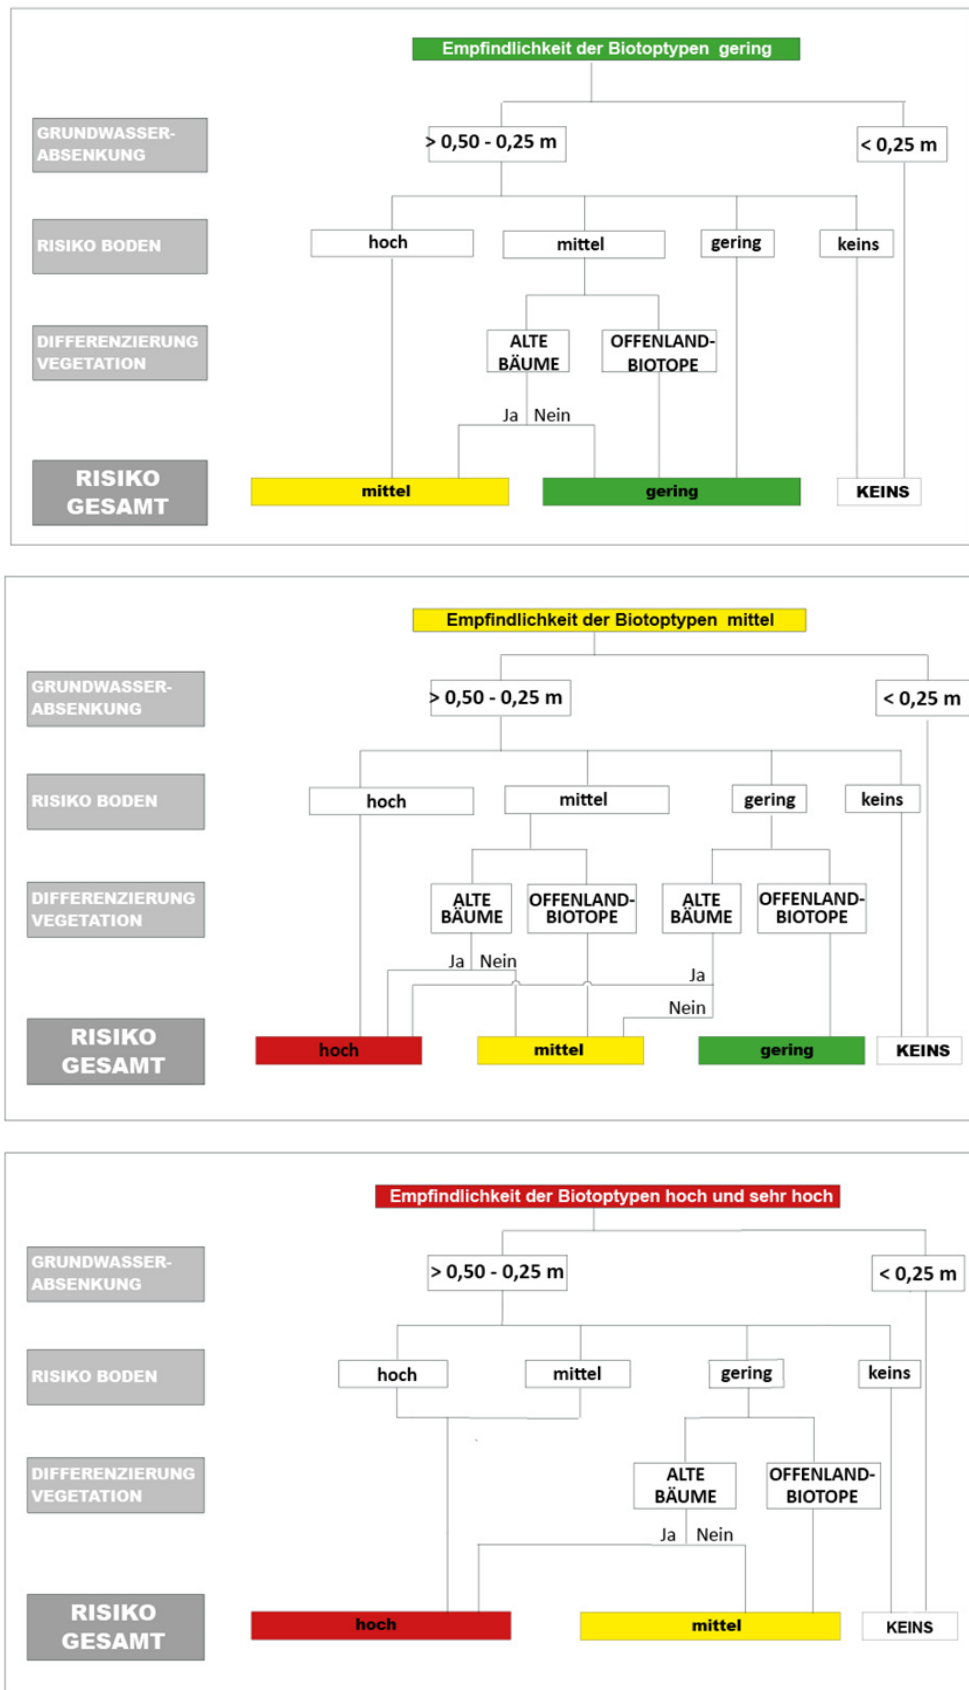 Empfindlichkeit der Biotoptypen gering
GRUNDWASSER-
ABSENKUNG
> 0,50 - 0,25 m
< 0,25 m
RISIKO BODEN
hoch
mittel
gering
keins
DIFFERENZIERUNG
VEGETATION
ALTE
BÄUME
OFFENLAND-
BIOTOPE
Ja
Nein
RISIKO
GESAMT
mittel
gering
KEINS
Empfindlichkeit der Biotoptypen mittel
GRUNDWASSER-
ABSENKUNG
> 0,50 - 0,25 m
< 0,25 m
RISIKO BODEN
hoch
mittel
gering
keins
DIFFERENZIERUNG
VEGETATION
ALTE
BÄUME
OFFENLAND-
BIOTOPE
ALTE
BÄUME
OFFENLAND-
BIOTOPE
Ja
Nein
Ja
Nein
RISIKO
GESAMT
hoch
mittel
gering
KEINS
Empfindlichkeit der Biotoptypen hoch und sehr hoch
GRUNDWASSER-
ABSENKUNG
> 0,50 - 0,25 m
< 0,25 m
RISIKO BODEN
hoch
mittel
gering
keins
DIFFERENZIERUNG
VEGETATION
ALTE
BÄUME
OFFENLAND-
BIOTOPE
Ja
Nein
RISIKO
GESAMT
hoch
mittel
KEINS